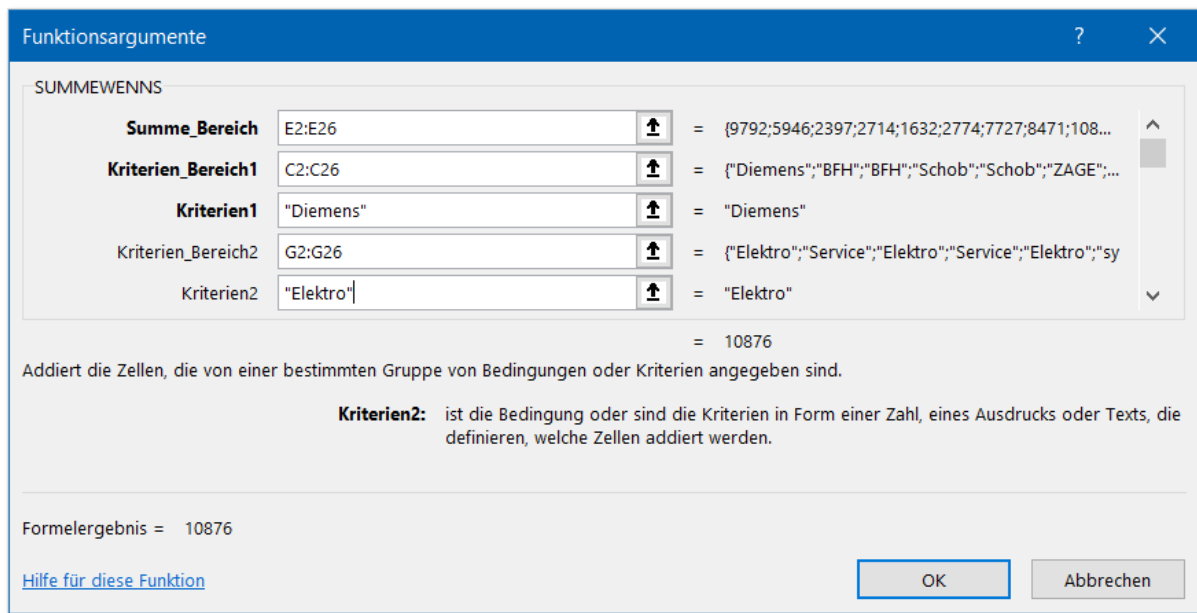 Funktionsargumente ?
SUMMEWENNS
Summe_Bereich E2:E26 = {9792;5946;2397;2714;1632;2774;7727;8471;108...
Kriterien_Bereich1 C2:C26 = {"Diemens";"BFH";"BFH";"Schob";"Schob";"ZAGE";...
Kriterien1 "Diemens" = "Diemens"
Kriterien_Bereich2 G2:G26 = {"Elektro";"Service";"Elektro";"Service";"Elektro";"sy
Kriterien2 "Elektro" = "Elektro"
= 10876
Addiert die Zellen, die von einer bestimmten Gruppe von Bedingungen oder Kriterien angegeben sind.
Kriterien2: ist die Bedingung oder sind die Kriterien in Form einer Zahl, eines Ausdrucks oder Texts, die
definieren, welche Zellen addiert werden.
Formelergebnis = 10876
Hilfe für diese Funktion OK Abbrechen